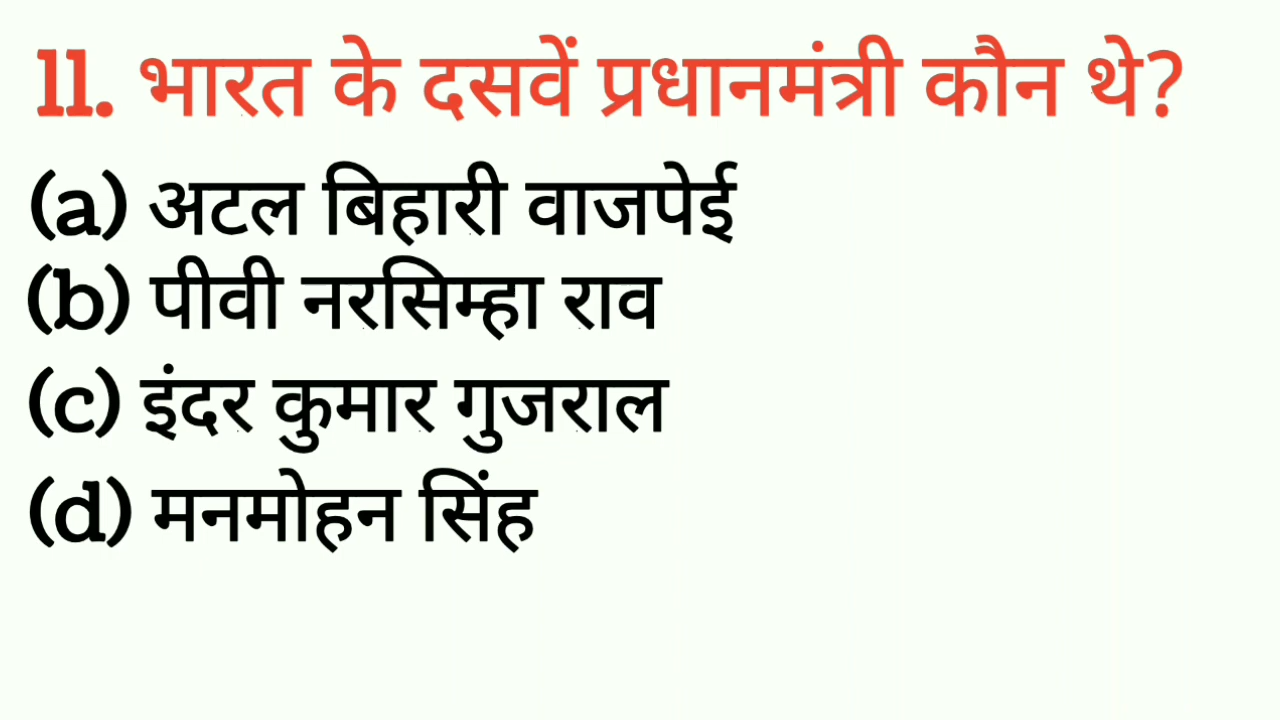 11. भारत के दसवें प्रधानमंत्री कौन थे?
(a) अटल बिहारी वाजपेई
(b) पीवी नरसिम्हा राव
(c) इंदर कुमार गुजराल
(d) मनमोहन सिंह